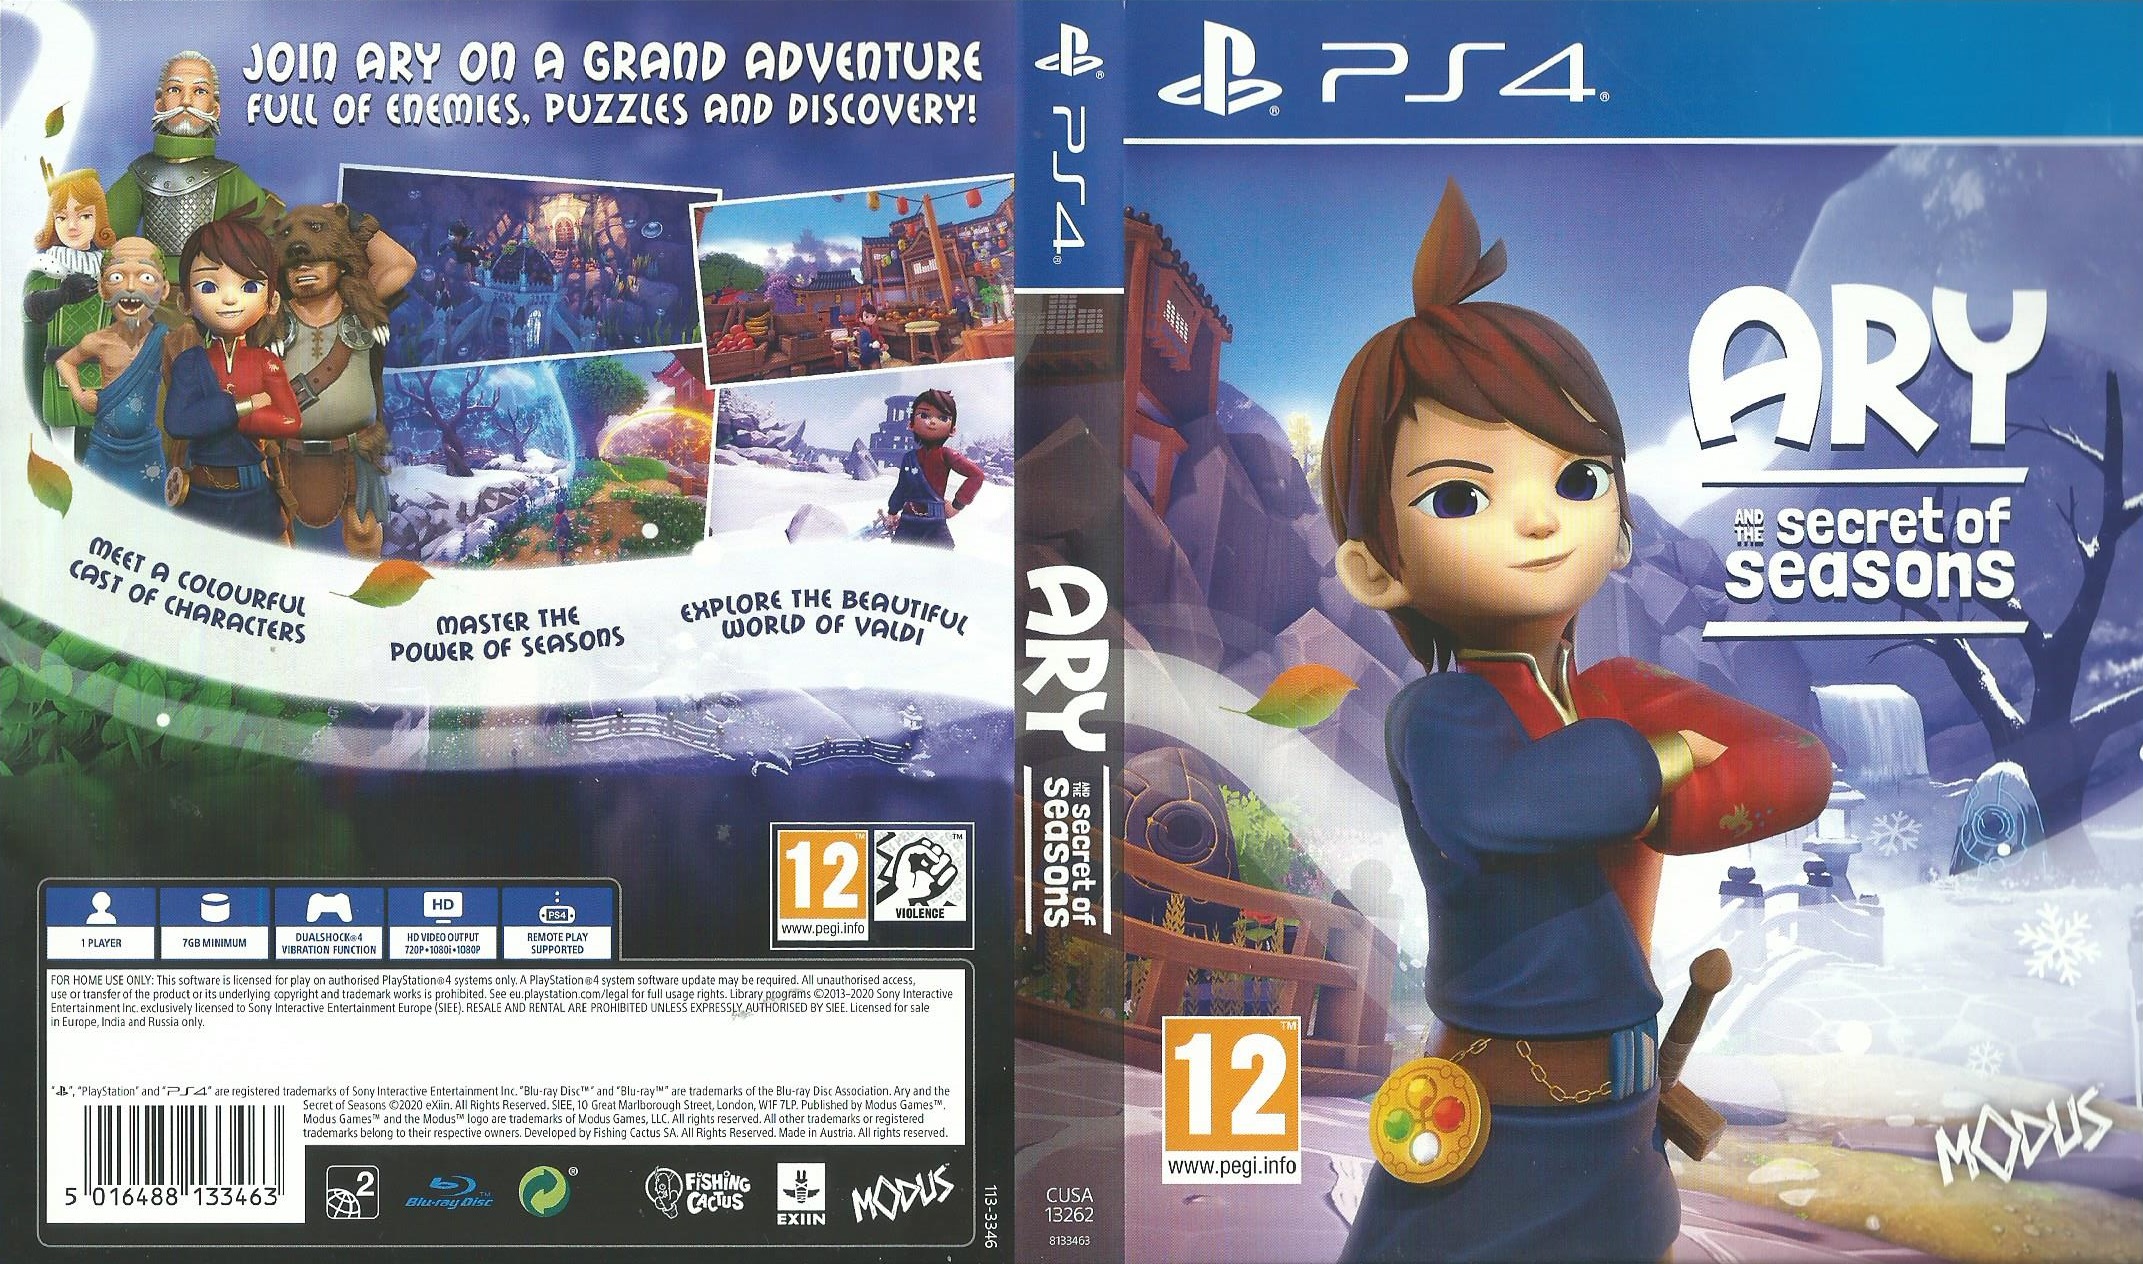 JOIN ARY ON A GRAND ADVENTURE
FULL OF ENEMIES, PUZZLES AND DISCOVERY!
MEET A COLOURFUL
CAST OF CHARACTERS
MASTER THE
POWER OF SEASONS
EXPLORE THE BEAUTIFUL
WORLD OF VALDI
12
www.pegi.info
VIOLENCE
1 PLAYER
7GB MINIMUM
DUALSHOCK®4
VIBRATION FUNCTION
HD
HD VIDEO OUTPUT
720P•1080i•1080P
PS4
REMOTE PLAY
SUPPORTED
FOR HOME USE ONLY: This software is licensed for play on authorised PlayStation®4 systems only. A PlayStation®4 system software update may be required. All unauthorised access,
use or transfer of the product or its underlying copyright and trademark works is prohibited. See eu.playstation.com/legal for full usage rights. Library programs ©2013-2020 Sony Interactive
Entertainment Inc. exclusively licensed to Sony Interactive Entertainment Europe (SIEE). RESALE AND RENTAL ARE PROHIBITED UNLESS EXPRESSLY AUTHORISED BY SIEE. Licensed for sale
in Europe, India and Russia only.
"PlayStation" and "PS4" are registered trademarks of Sony Interactive Entertainment Inc. "Blu-ray Disc™" and "Blu-ray™" are trademarks of the Blu-ray Disc Association. Ary and the
Secret of Seasons ©2020 eXiin. All Rights Reserved. SIEE, 10 Great Marlborough Street, London, W1F 7LP. Published by Modus Games™.
Modus Games™ and the Modus™ logo are trademarks of Modus Games, LLC. All rights reserved. All other trademarks or registered
trademarks belong to their respective owners. Developed by Fishing Cactus SA. All Rights Reserved. Made in Austria. All rights reserved.
5 016488 133463
2
Blu-ray Disc™
®
FiSHiNG
CACTUS
EXIIN
MODUS
113-3346
PS4®
ARY
AND THE
secret of
seasons
CUSA
13262
8133463
PS4®
ARY
AND THE secret of
seasons
12™
www.pegi.info
MODUS™